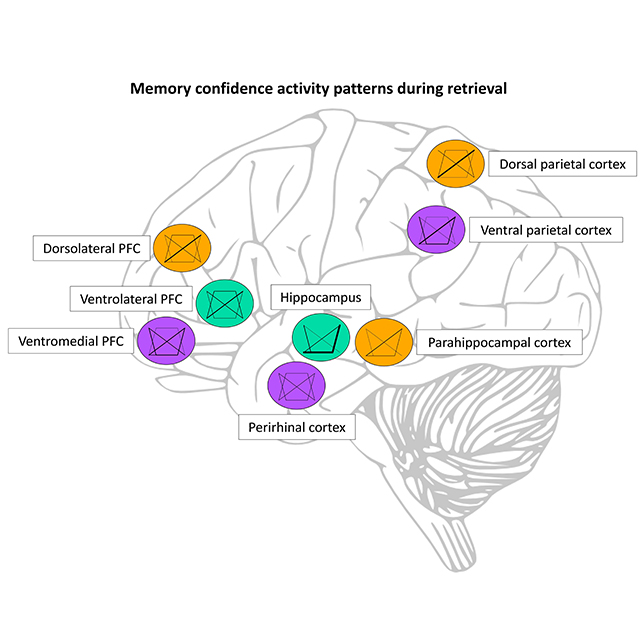 Memory confidence activity patterns during retrieval
Dorsal parietal cortex
Ventral parietal cortex
Dorsolateral PFC
Ventrolateral PFC
Hippocampus
Ventromedial PFC
Parahippocampal cortex
Perirhinal cortex